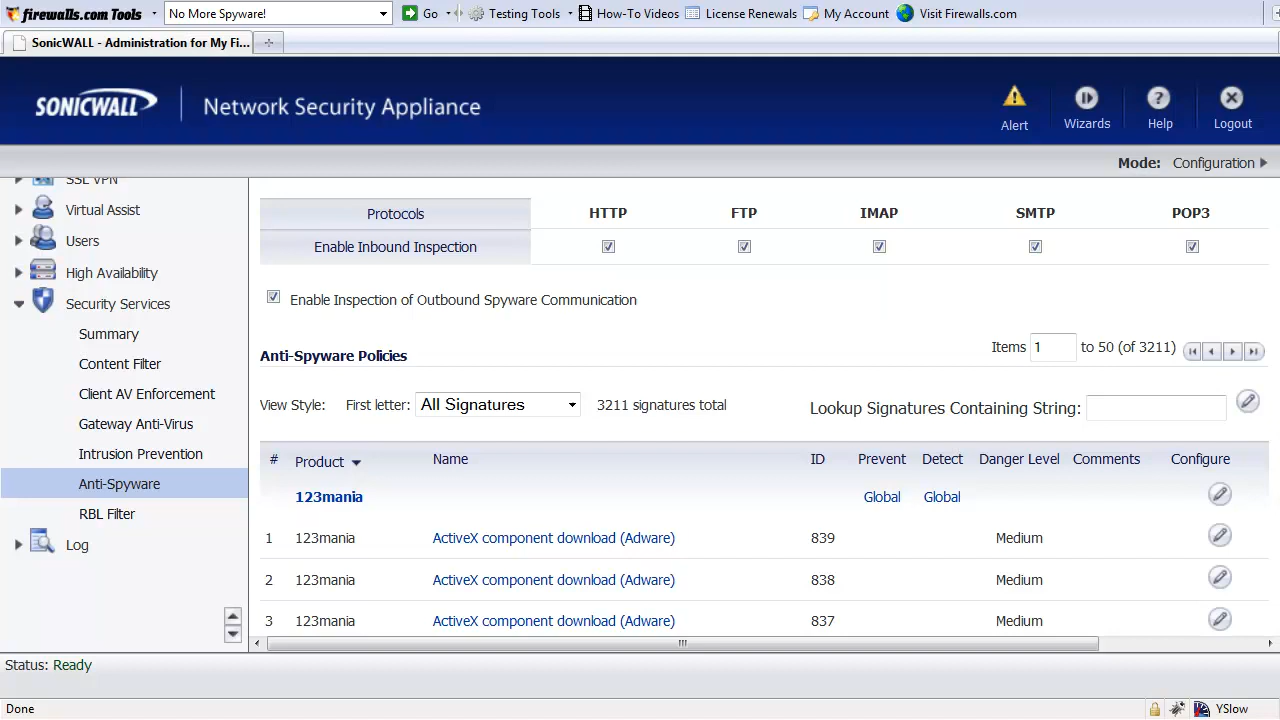 firewalls.com Tools No More Spyware! Go Testing Tools How-To Videos License Renewals My Account Visit Firewalls.com
SonicWALL - Administration for My Fi...
SONICWALL Network Security Appliance
Alert Wizards Help Logout
Mode: Configuration
SSL VPN
Virtual Assist
Users
High Availability
Security Services
Summary
Content Filter
Client AV Enforcement
Gateway Anti-Virus
Intrusion Prevention
Anti-Spyware
RBL Filter
Log
Protocols HTTP FTP IMAP SMTP POP3
Enable Inbound Inspection
Enable Inspection of Outbound Spyware Communication
Anti-Spyware Policies Items 1 to 50 (of 3211)
View Style: First letter: All Signatures 3211 signatures total Lookup Signatures Containing String:
# Product Name ID Prevent Detect Danger Level Comments Configure
123mania Global Global
1 123mania ActiveX component download (Adware) 839 Medium
2 123mania ActiveX component download (Adware) 838 Medium
3 123mania ActiveX component download (Adware) 837 Medium
Status: Ready
Done YSlow